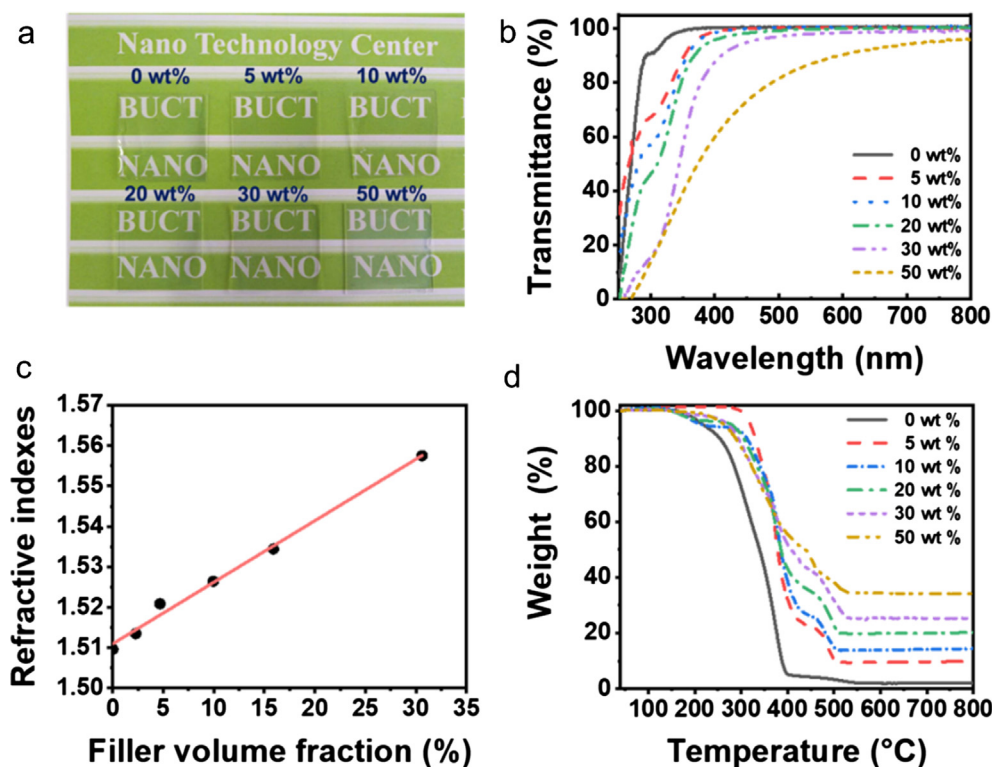 a
Nano Technology Center
0 wt% 5 wt% 10 wt%
BUCT BUCT BUCT
NANO NANO NANO
20 wt% 30 wt% 50 wt%
BUCT BUCT BUCT
NANO NANO NANO
b
Transmittance (%)
100
80
60
40
20
0
0 wt%
5 wt%
10 wt%
20 wt%
30 wt%
50 wt%
300 400 500 600 700 800
Wavelength (nm)
c
Refractive indexes
1.57
1.56
1.53
1.52
1.51
1.50
0 5 10 15 20 25 30 35
Filler volume fraction (%)
d
Weight (%)
100
80
60
40
20
0
0 wt %
5 wt %
10 wt %
20 wt %
30 wt %
50 wt %
100 200 300 400 500 600 700 800
Temperature (°C)